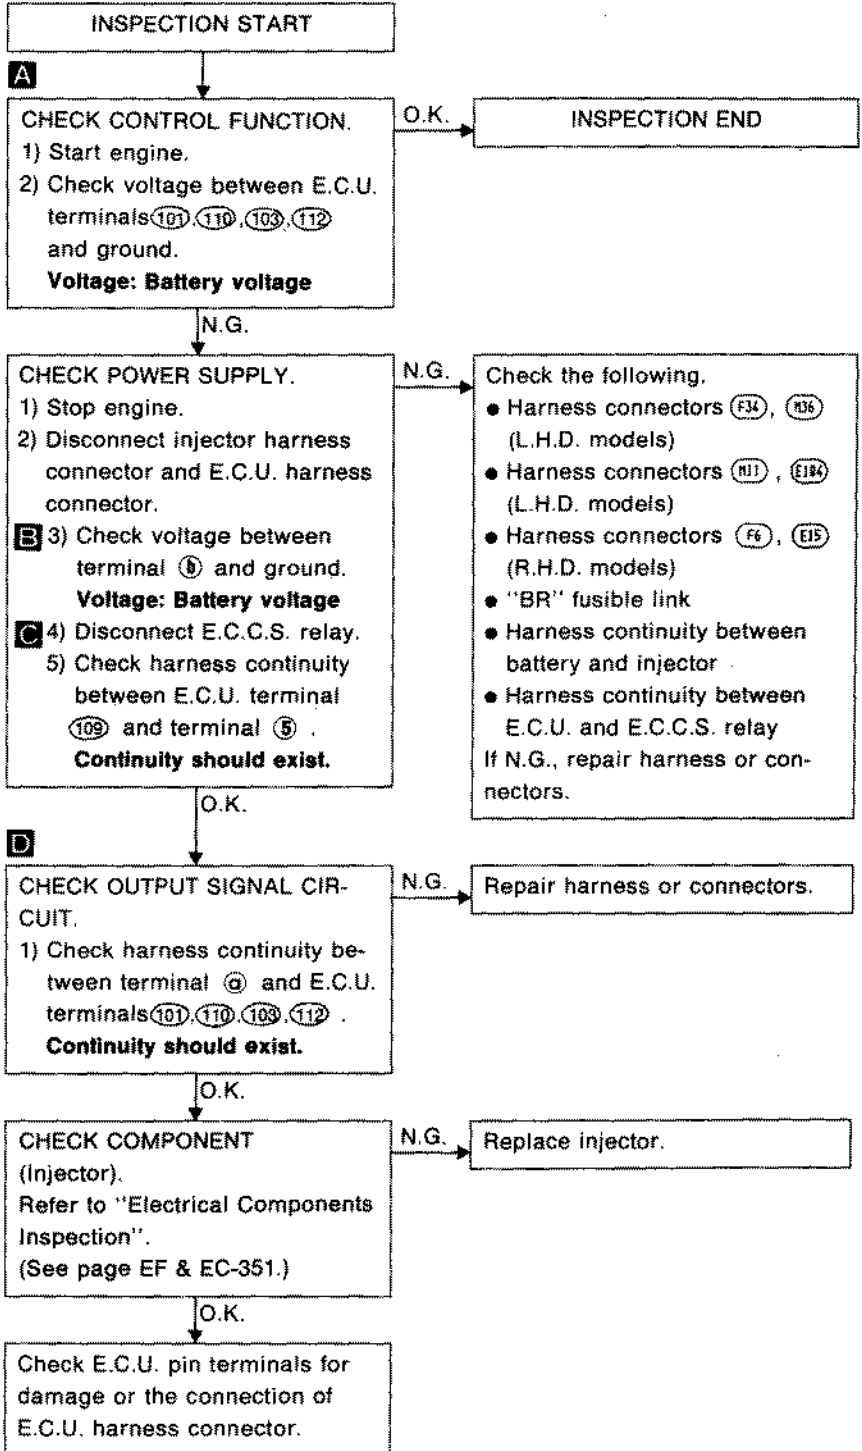 INSPECTION START
A
CHECK CONTROL FUNCTION.
1) Start engine.
2) Check voltage between E.C.U.
terminals 101, 110, 103, 112
and ground.
Voltage: Battery voltage
O.K.
INSPECTION END
N.G.
CHECK POWER SUPPLY.
1) Stop engine.
2) Disconnect injector harness
connector and E.C.U. harness
connector.
B 3) Check voltage between
terminal b and ground.
Voltage: Battery voltage
C 4) Disconnect E.C.C.S. relay.
5) Check harness continuity
between E.C.U. terminal
109 and terminal 5 .
Continuity should exist.
N.G.
Check the following.
● Harness connectors F34, M36
(L.H.D. models)
● Harness connectors M11 , E104
(L.H.D. models)
● Harness connectors F6, E15
(R.H.D. models)
● "BR" fusible link
● Harness continuity between
battery and injector
● Harness continuity between
E.C.U. and E.C.C.S. relay
If N.G., repair harness or con-
nectors.
O.K.
D
CHECK OUTPUT SIGNAL CIR-
CUIT.
1) Check harness continuity be-
tween terminal a and E.C.U.
terminals 101, 110, 103, 112 .
Continuity should exist.
N.G.
Repair harness or connectors.
O.K.
CHECK COMPONENT
(Injector).
Refer to "Electrical Components
Inspection".
(See page EF & EC-351.)
N.G.
Replace injector.
O.K.
Check E.C.U. pin terminals for
damage or the connection of
E.C.U. harness connector.